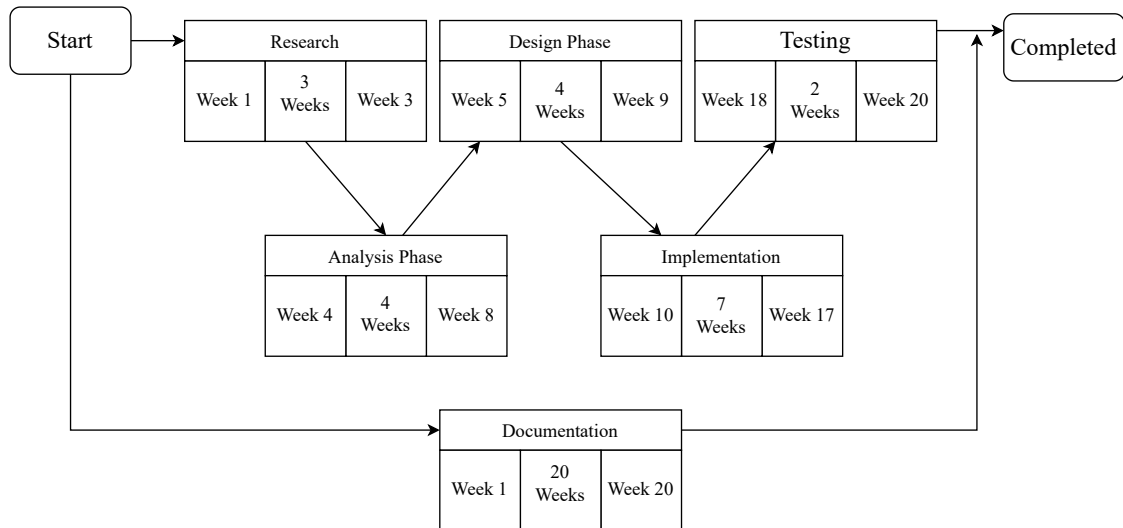 Start
Research
Week 1
3
Weeks
Week 3
Design Phase
Week 5
4
Weeks
Week 9
Testing
Week 18
2
Weeks
Week 20
Completed
Analysis Phase
Week 4
4
Weeks
Week 8
Implementation
Week 10
7
Weeks
Week 17
Documentation
Week 1
20
Weeks
Week 20